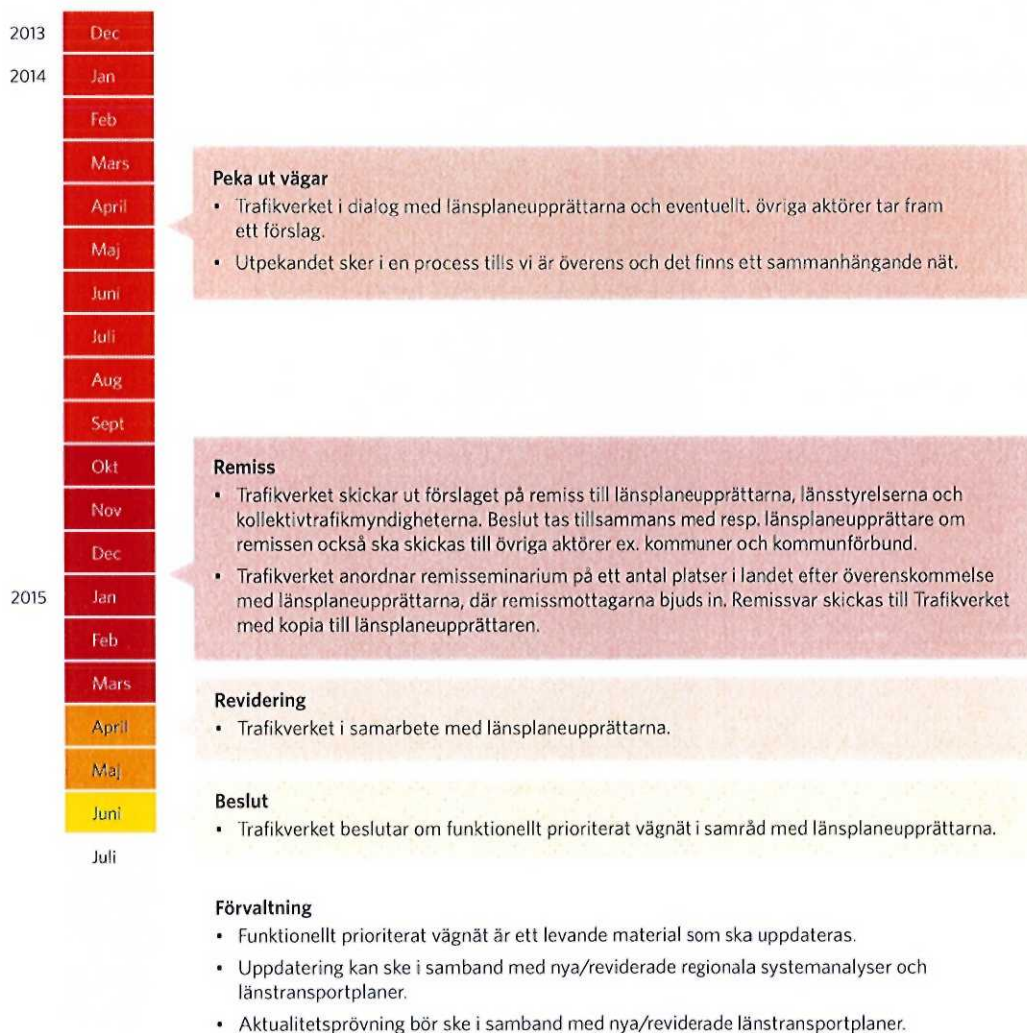 2013 Dec
2014 Jan
Feb
Mars
April
Maj
Juni
Juli
Aug
Sept
Okt
Nov
Dec
2015 Jan
Feb
Mars
April
Maj
Juni
Juli
Peka ut vägar
• Trafikverket i dialog med länsplaneupprättarna och eventuellt. övriga aktörer tar fram
ett förslag.
• Utpekandet sker i en process tills vi är överens och det finns ett sammanhängande nät.
Remiss
• Trafikverket skickar ut förslaget på remiss till länsplaneupprättarna, länsstyrelserna och
kollektivtrafikmyndigheterna. Beslut tas tillsammans med resp. länsplaneupprättare om
remissen också ska skickas till övriga aktörer ex. kommuner och kommunförbund.
• Trafikverket anordnar remisseminarium på ett antal platser i landet efter överenskommelse
med länsplaneupprättarna, där remissmottagarna bjuds in. Remissvar skickas till Trafikverket
med kopia till länsplaneupprättaren.
Revidering
• Trafikverket i samarbete med länsplaneupprättarna.
Beslut
• Trafikverket beslutar om funktionellt prioriterat vägnät i samråd med länsplaneupprättarna.
Förvaltning
• Funktionellt prioriterat vägnät är ett levande material som ska uppdateras.
• Uppdatering kan ske i samband med nya/reviderade regionala systemanalyser och
länstransportplaner.
• Aktualitetsprövning bör ske i samband med nya/reviderade länstransportplaner.